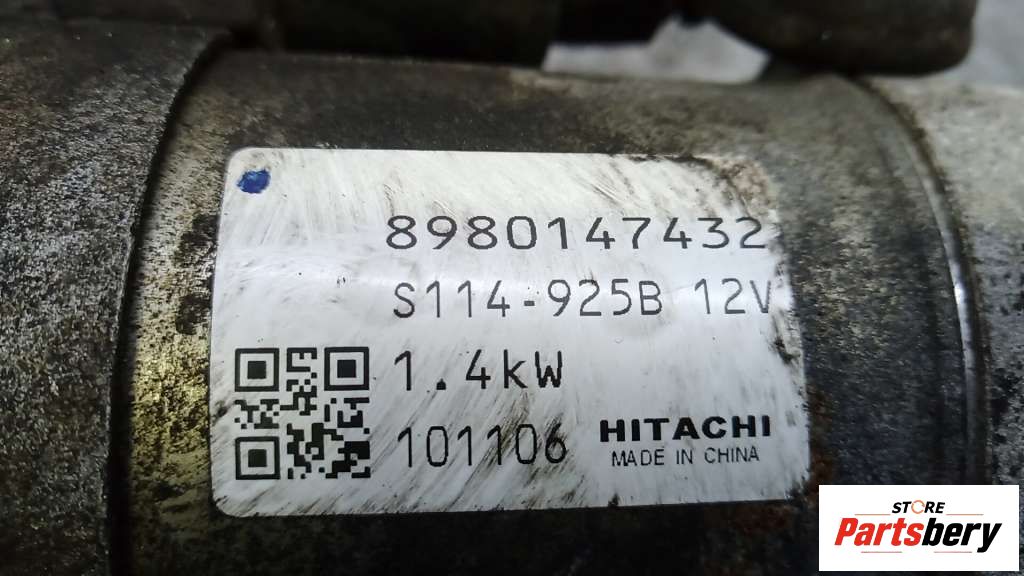 8980147432
S114-925B 12V
1.4kW
101106 HITACHI
MADE IN CHINA
STORE
Partsbery